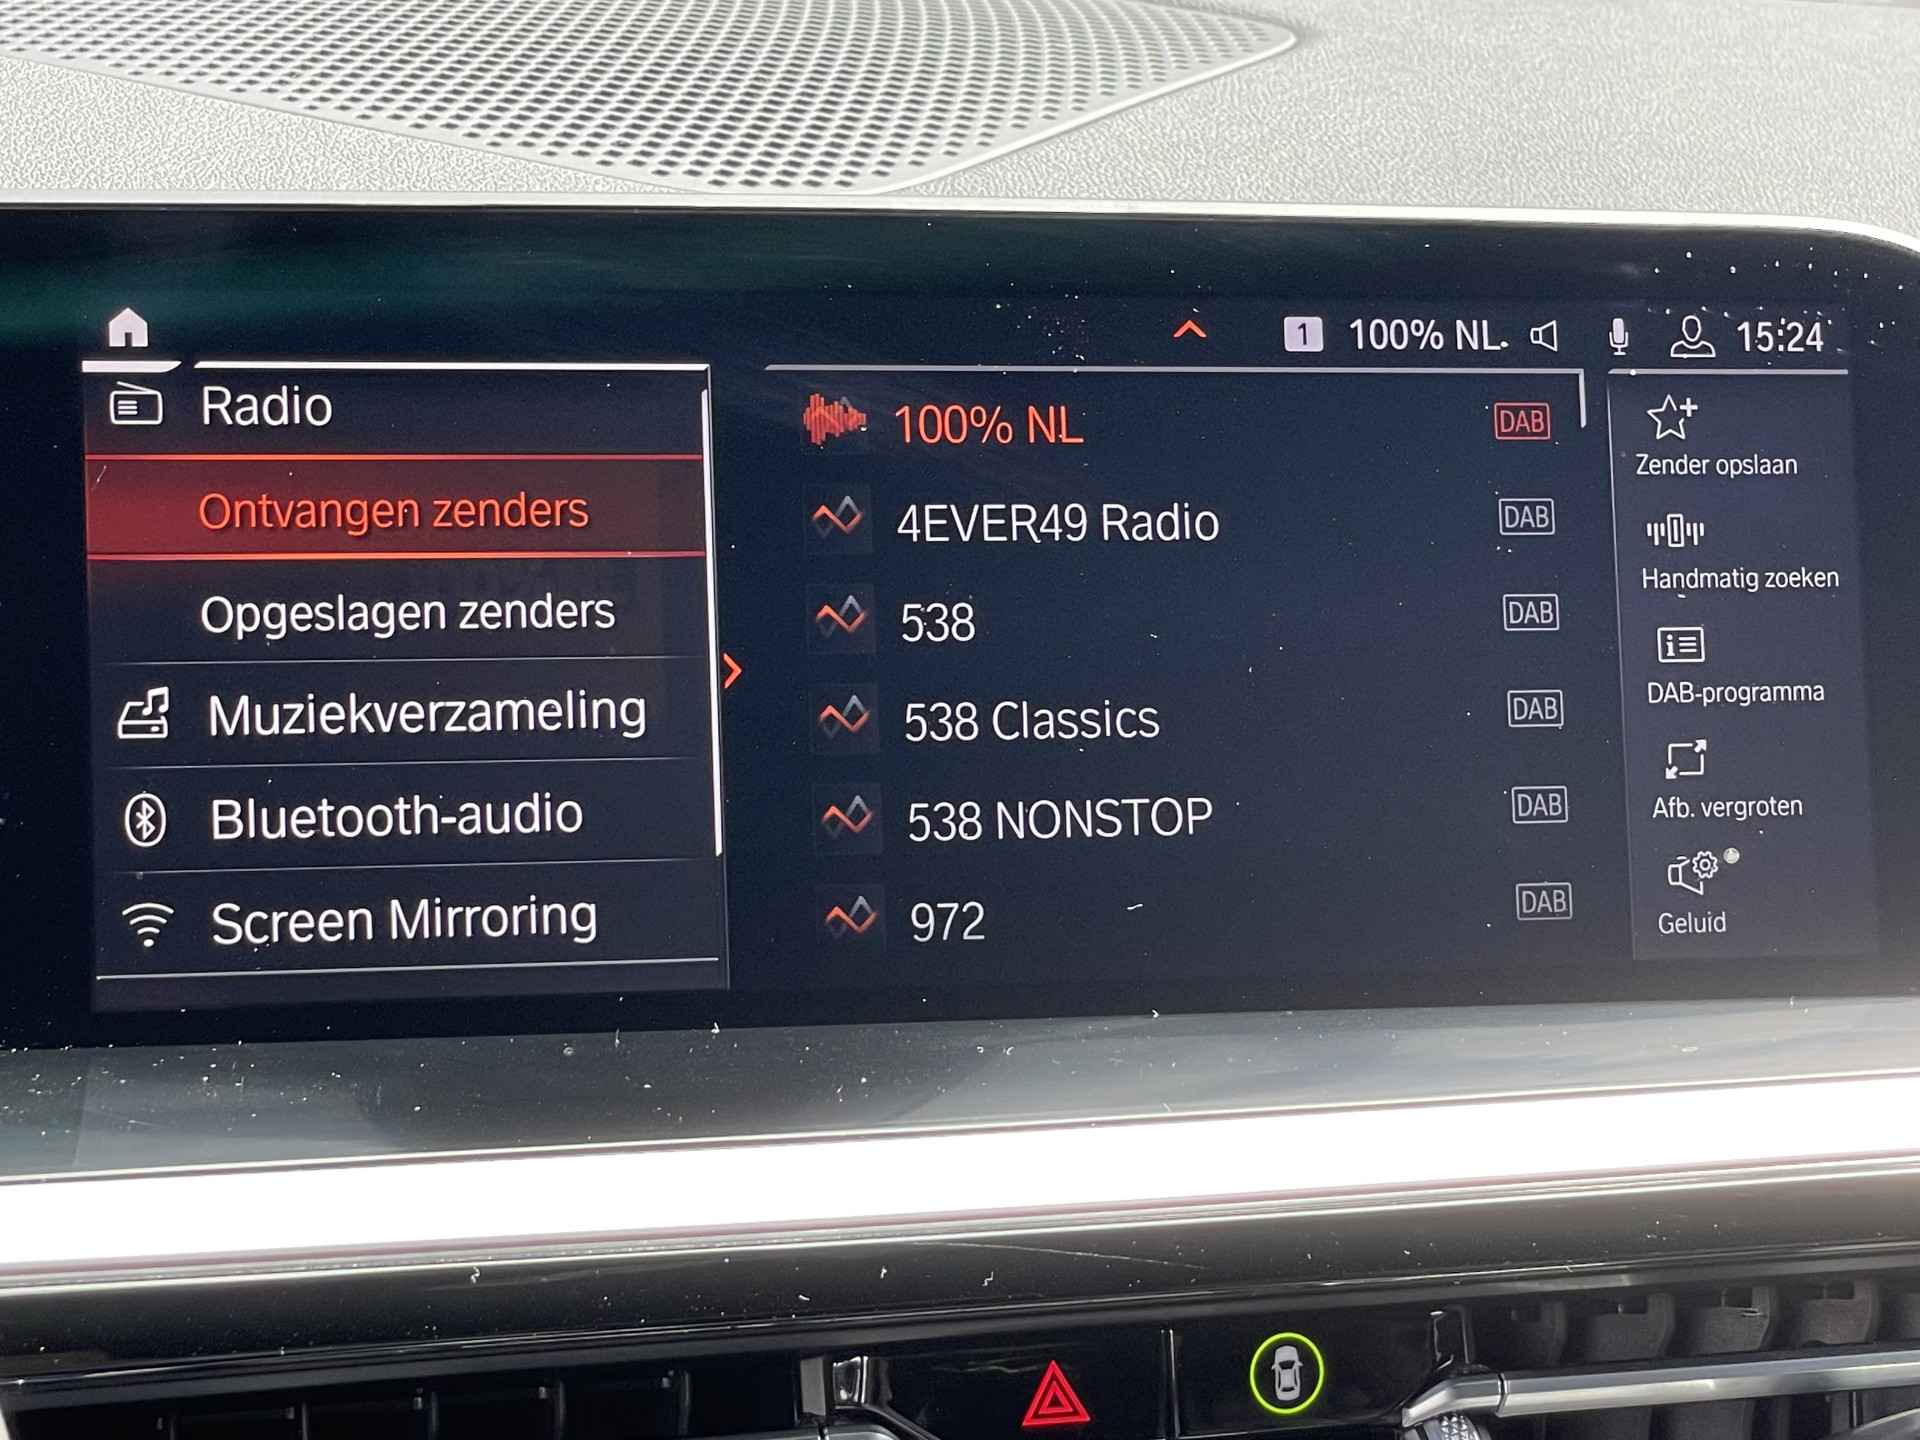 1 100% NL 15:24
Radio
Ontvangen zenders
Opgeslagen zenders
Muziekverzameling
Bluetooth-audio
Screen Mirroring
100% NL DAB
4EVER49 Radio DAB
538 DAB
538 Classics DAB
538 NONSTOP DAB
972 DAB
Zender opslaan
Handmatig zoeken
DAB-programma
Afb. vergroten
Geluid